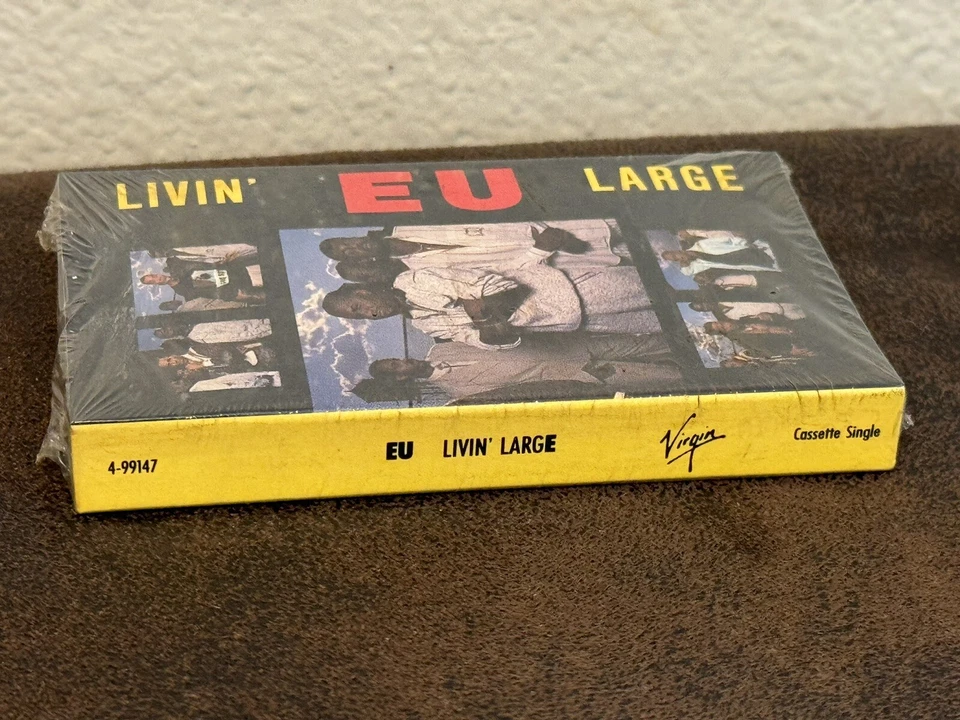 LIVIN' EU LARGE
4-99147 EU LIVIN' LARGE Virgin Cassette Single